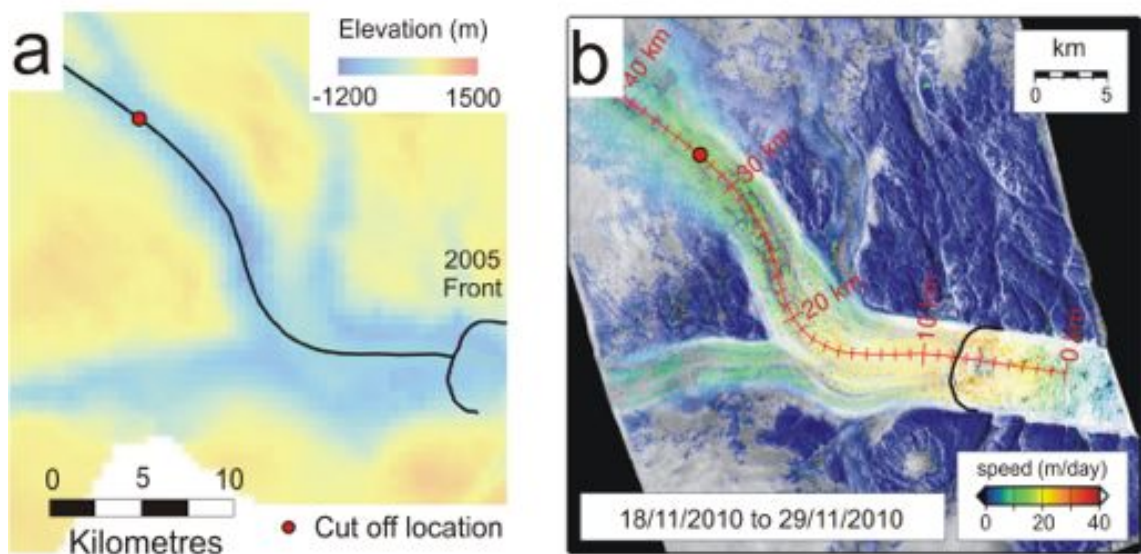 a
Elevation (m)
-1200 1500
2005
Front
0 5 10
Kilometres
Cut off location
b
km
0 5
40 km
30 km
20 km
10 km
0 km
speed (m/day)
0 20 40
18/11/2010 to 29/11/2010